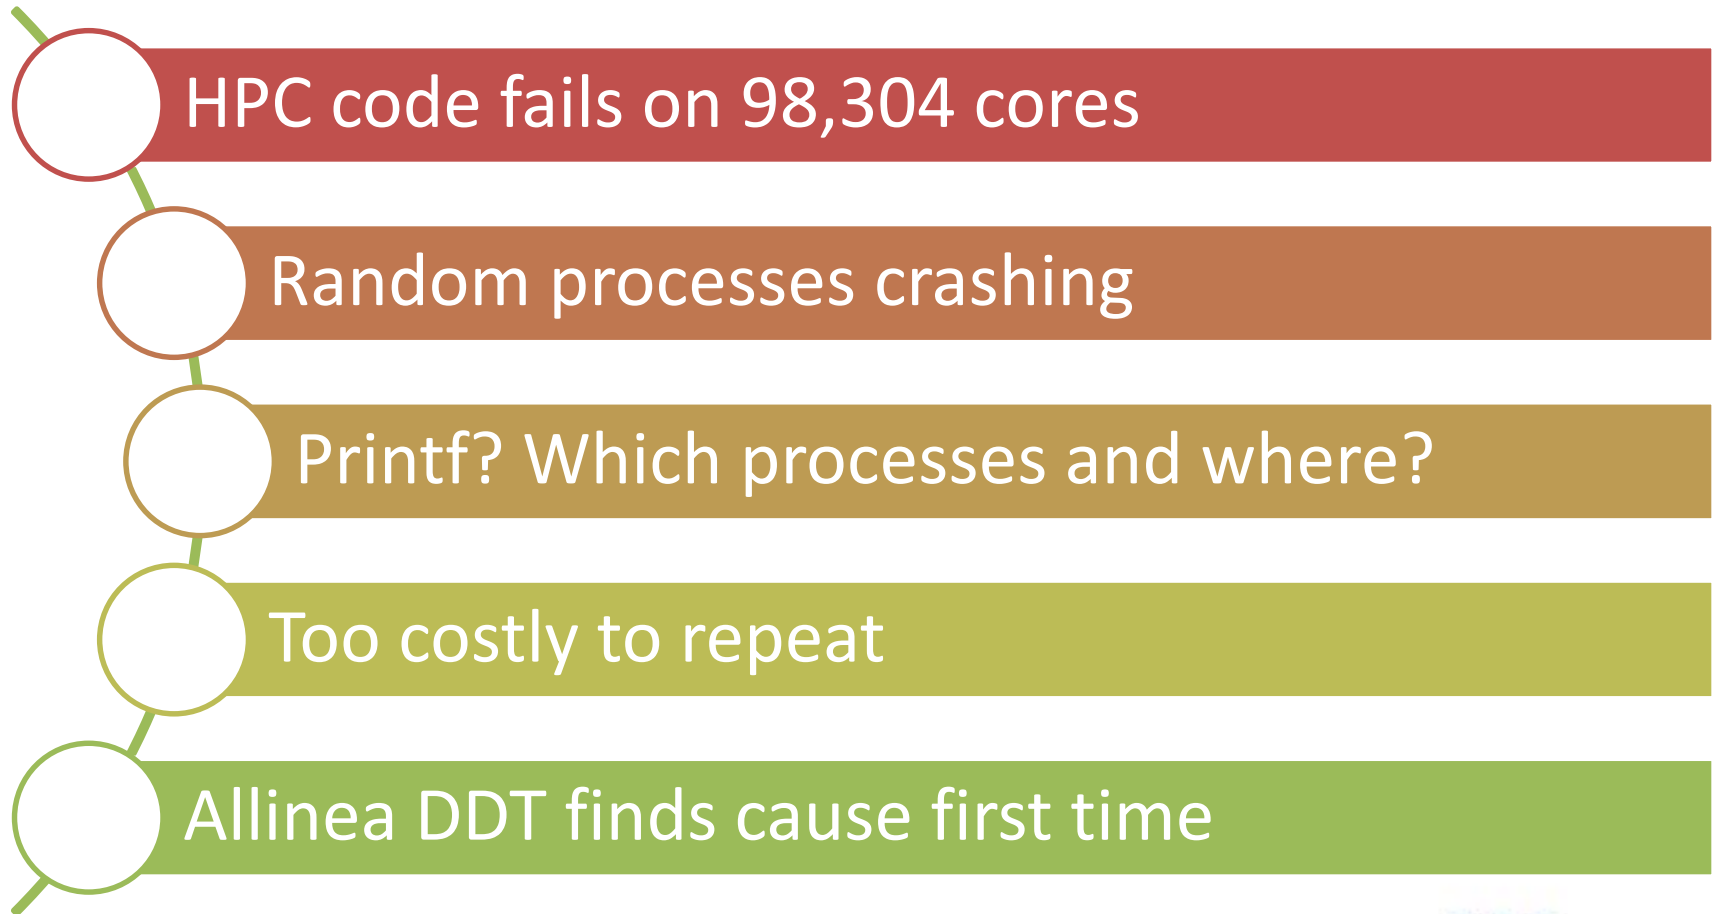 HPC code fails on 98,304 cores
Random processes crashing
Printf? Which processes and where?
Too costly to repeat
Allinea DDT finds cause first time